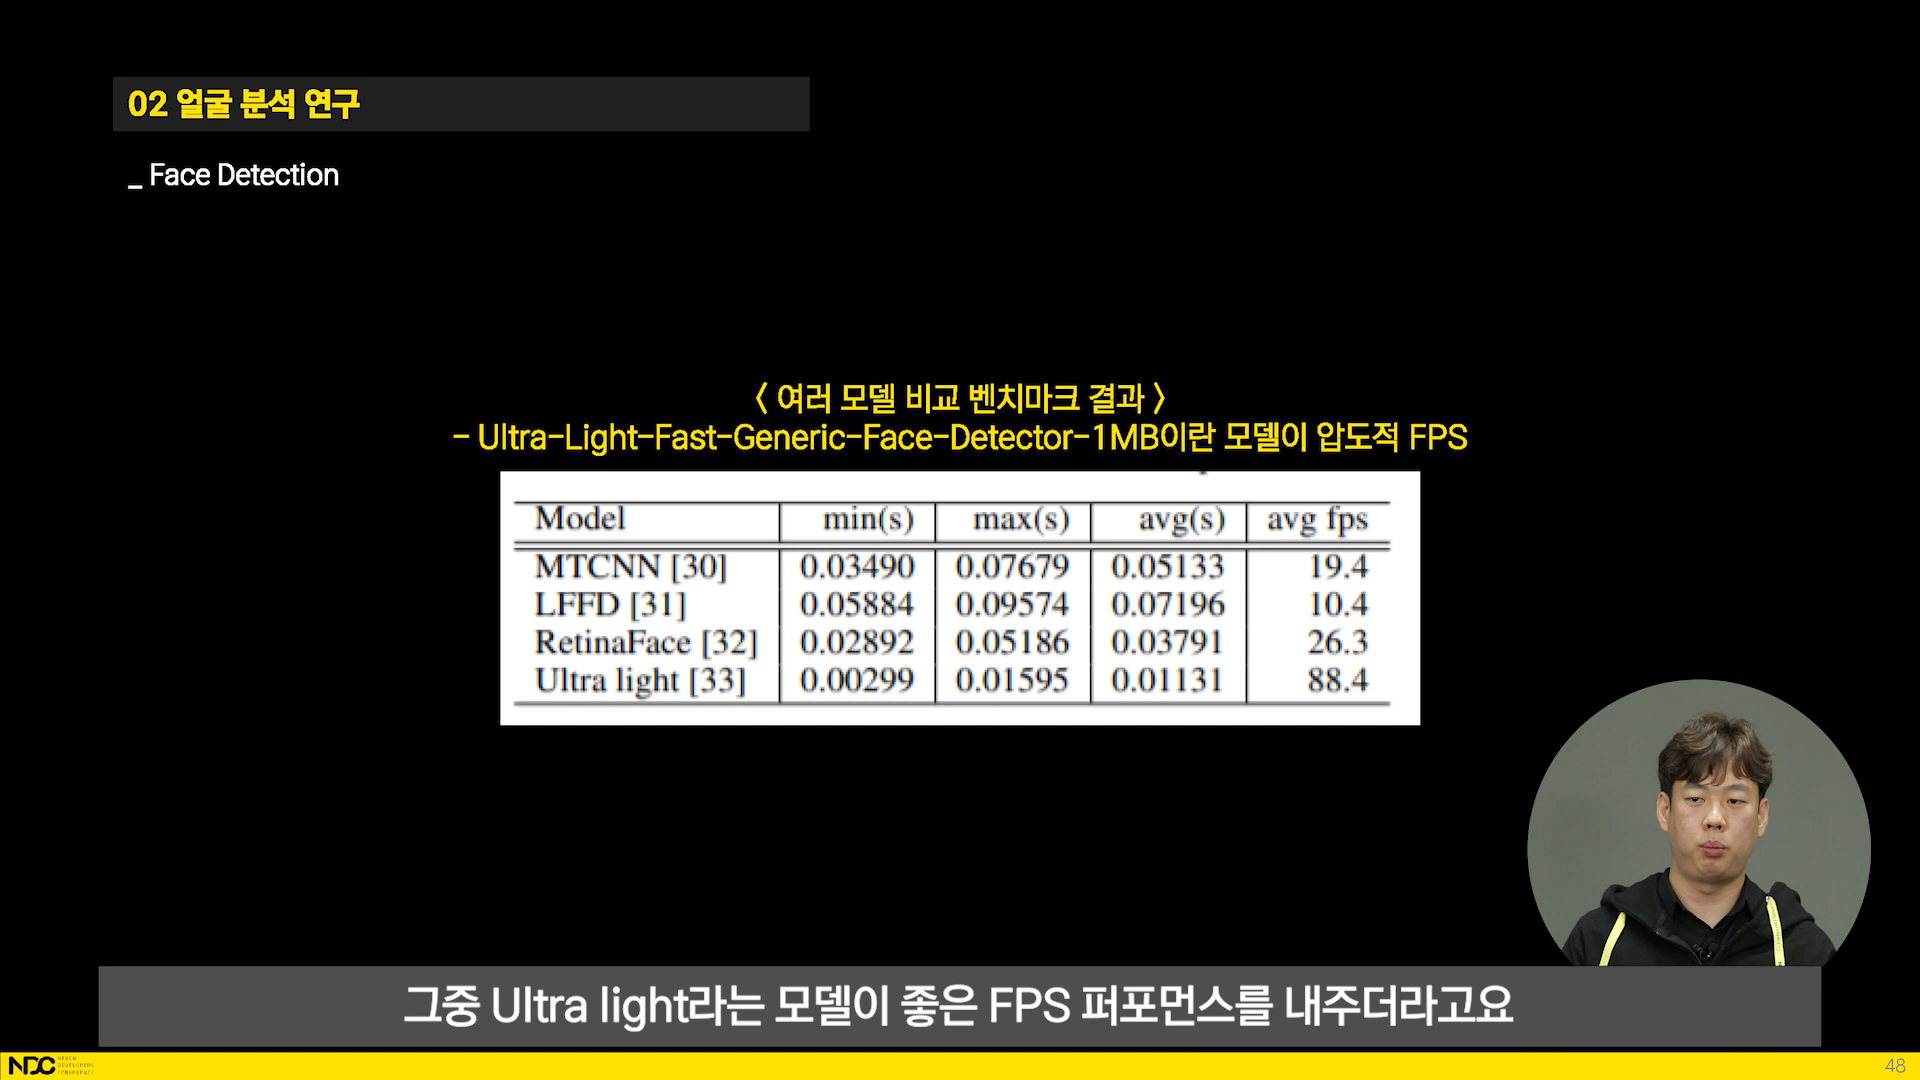 02 얼굴 분석 연구
_ Face Detection
< 여러 모델 비교 벤치마크 결과 >
- Ultra-Light-Fast-Generic-Face-Detector-1MB이란 모델이 압도적 FPS
Model min(s) max(s) avg(s) avg fps
MTCNN [30] 0.03490 0.07679 0.05133 19.4
LFFD [31] 0.05884 0.09574 0.07196 10.4
RetinaFace [32] 0.02892 0.05186 0.03791 26.3
Ultra light [33] 0.00299 0.01595 0.01131 88.4
그중 Ultra light라는 모델이 좋은 FPS 퍼포먼스를 내주더라고요
NDC NEXON DEVELOPERS CONFERENCE
48